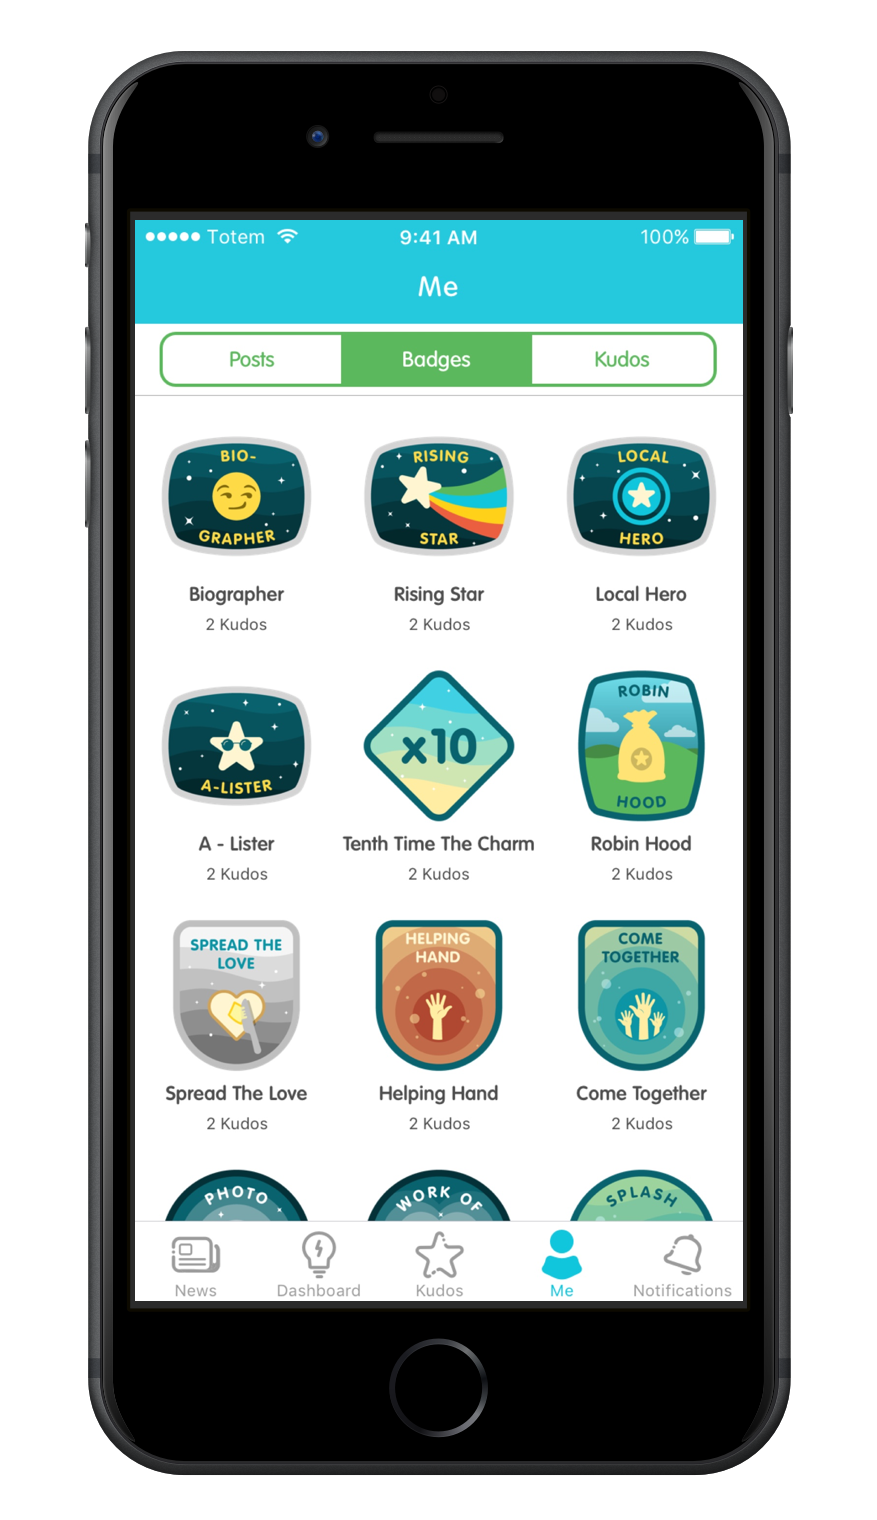 Totem 9:41 AM 100%
Me
Posts Badges Kudos
BIO- RISING LOCAL
GRAPHER STAR HERO
Biographer Rising Star Local Hero
2 Kudos 2 Kudos 2 Kudos
ROBIN
x10
A-LISTER HOOD
A - Lister Tenth Time The Charm Robin Hood
2 Kudos 2 Kudos 2 Kudos
SPREAD THE HELPING COME
LOVE HAND TOGETHER
Spread The Love Helping Hand Come Together
2 Kudos 2 Kudos 2 Kudos
PHOTO WORK OF SPLASH
News Dashboard Kudos Me Notifications